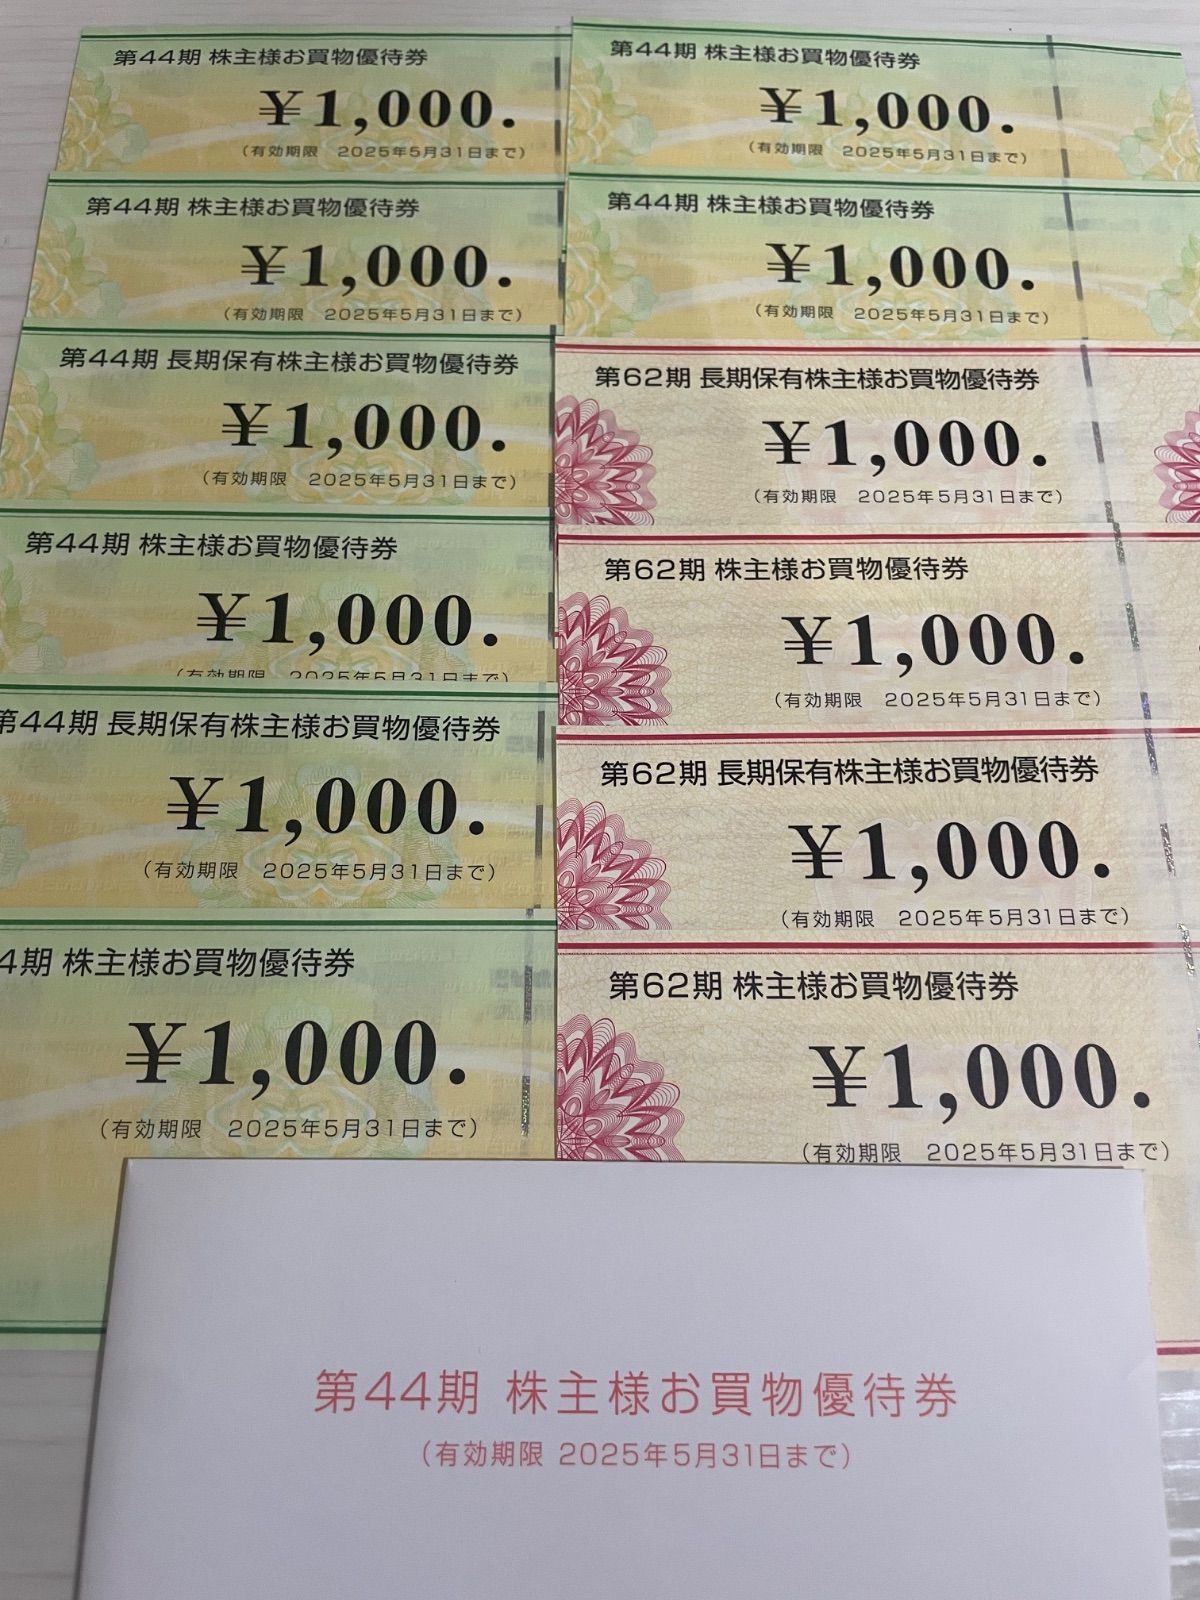 第44期 株主様お買物優待券
￥1,000.
（有効期限　2025年5月31日まで）
第44期 株主様お買物優待券
￥1,000.
（有効期限　2025年5月31日まで）
第44期 長期保有株主様お買物優待券
￥1,000.
（有効期限　2025年5月31日まで）
第44期 株主様お買物優待券
￥1,000.
（有効期限　2025年5月31日まで）
第44期 長期保有株主様お買物優待券
￥1,000.
（有効期限　2025年5月31日まで）
4期 株主様お買物優待券
￥1,000.
（有効期限　2025年5月31日まで）
第44期 株主様お買物優待券
￥1,000.
（有効期限　2025年5月31日まで）
第44期 株主様お買物優待券
￥1,000.
（有効期限　2025年5月31日まで）
第62期 長期保有株主様お買物優待券
￥1,000.
（有効期限　2025年5月31日まで）
第62期 株主様お買物優待券
￥1,000.
（有効期限　2025年5月31日まで）
第62期 長期保有株主様お買物優待券
￥1,000.
（有効期限　2025年5月31日まで）
第62期 株主様お買物優待券
￥1,000.
（有効期限　2025年5月31日まで）
第44期 株主様お買物優待券
（有効期限 2025年5月31日まで）